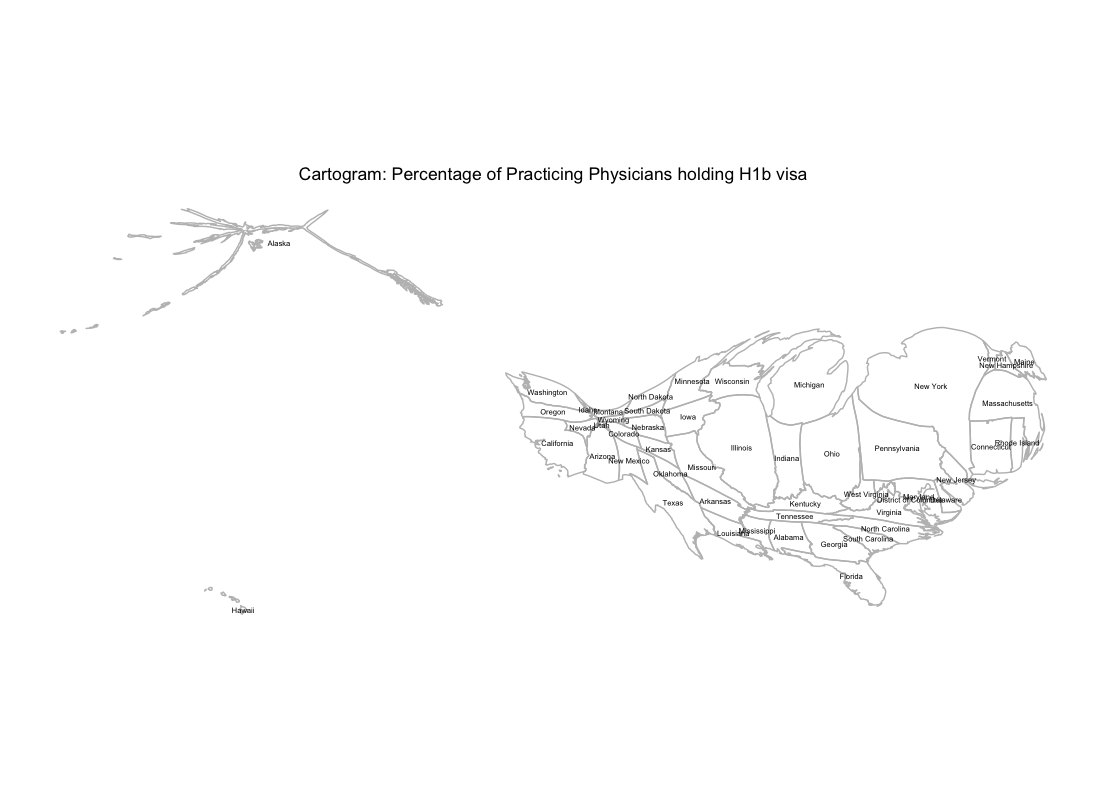 Cartogram: Percentage of Practicing Physicians holding H1b visa
Alaska
Vermont
Maine
New Hampshire
Washington
Minnesota
Wisconsin
Michigan
New York
North Dakota
Massachusetts
Oregon
Idaho
Montana
South Dakota
Iowa
Wyoming
Nevada
Utah
Nebraska
Colorado
California
Illinois
Kansas
Pennsylvania
Connecticut
Rhode Island
Arizona
New Mexico
Indiana
Ohio
Missouri
Oklahoma
New Jersey
West Virginia
Maryland
District of Columbia
Delaware
Texas
Arkansas
Kentucky
Virginia
Tennessee
Louisiana
Mississippi
Alabama
North Carolina
South Carolina
Georgia
Florida
Hawaii